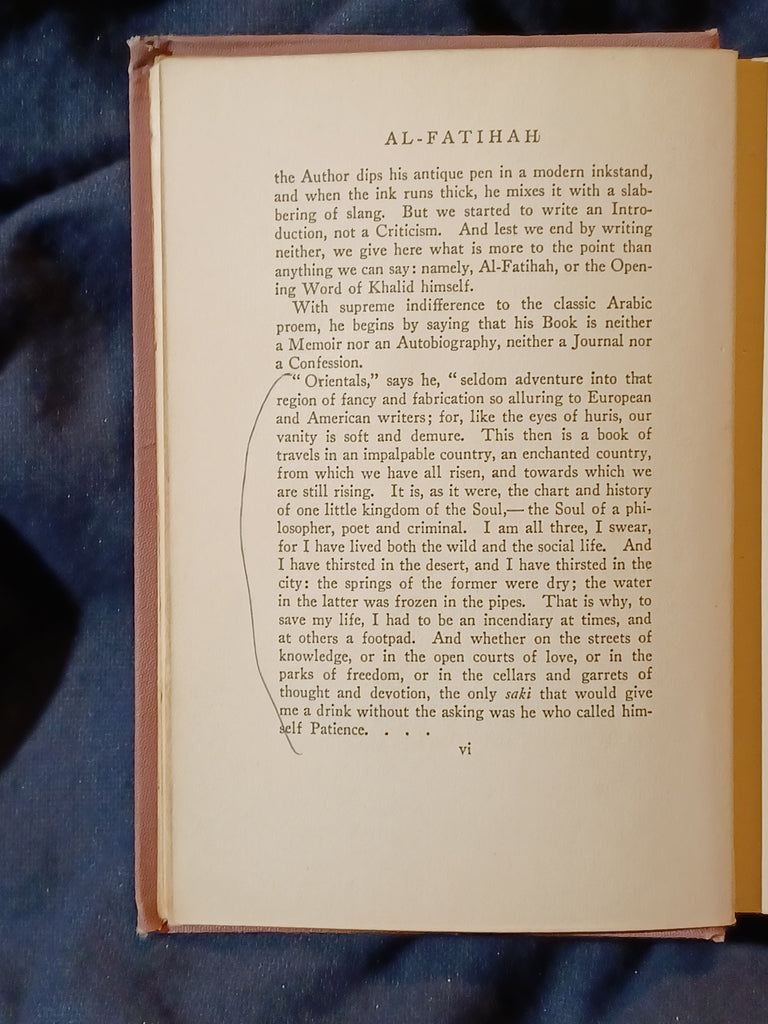 AL-FATIHAH
the Author dips his antique pen in a modern inkstand,
and when the ink runs thick, he mixes it with a slab-
bering of slang. But we started to write an Intro-
duction, not a Criticism. And lest we end by writing
neither, we give here what is more to the point than
anything we can say: namely, Al-Fatihah, or the Open-
ing Word of Khalid himself.
With supreme indifference to the classic Arabic
proem, he begins by saying that his Book is neither
a Memoir nor an Autobiography, neither a Journal nor
a Confession.
“Orientals,” says he, “seldom adventure into that
region of fancy and fabrication so alluring to European
and American writers; for, like the eyes of huris, our
vanity is soft and demure. This then is a book of
travels in an impalpable country, an enchanted country,
from which we have all risen, and towards which we
are still rising. It is, as it were, the chart and history
of one little kingdom of the Soul,—the Soul of a phi-
losopher, poet and criminal. I am all three, I swear,
for I have lived both the wild and the social life. And
I have thirsted in the desert, and I have thirsted in the
city: the springs of the former were dry; the water
in the latter was frozen in the pipes. That is why, to
save my life, I had to be an incendiary at times, and
at others a footpad. And whether on the streets of
knowledge, or in the open courts of love, or in the
parks of freedom, or in the cellars and garrets of
thought and devotion, the only saki that would give
me a drink without the asking was he who called him-
self Patience. . . .
vi